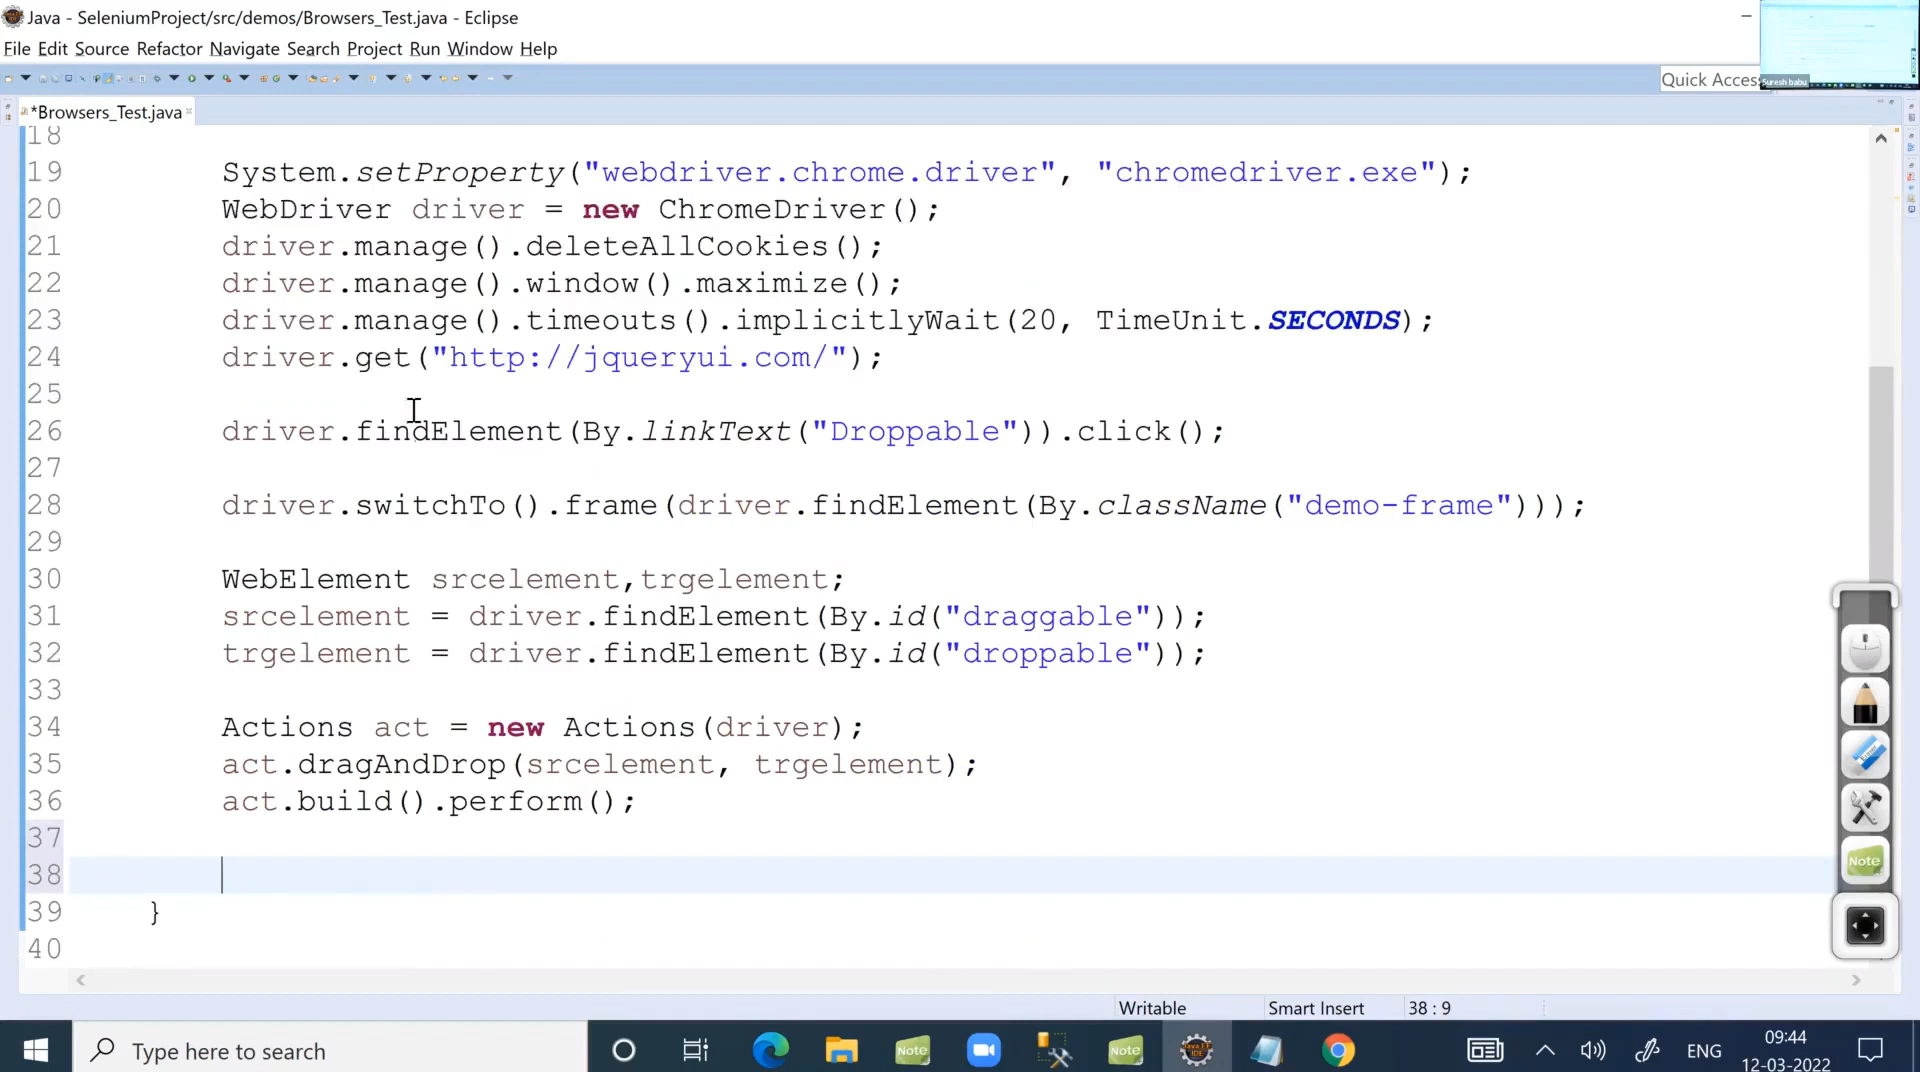 Java - SeleniumProject/src/demos/Browsers_Test.java - Eclipse
File Edit Source Refactor Navigate Search Project Run Window Help
Quick Acces
Suresh babu
*Browsers_Test.java
18
19 System.setProperty("webdriver.chrome.driver", "chromedriver.exe");
20 WebDriver driver = new ChromeDriver();
21 driver.manage().deleteAllCookies();
22 driver.manage().window().maximize();
23 driver.manage().timeouts().implicitlyWait(20, TimeUnit.SECONDS);
24 driver.get("http://jqueryui.com/");
25
26 driver.findElement(By.linkText("Droppable")).click();
27
28 driver.switchTo().frame(driver.findElement(By.className("demo-frame")));
29
30 WebElement srcelement,trgelement;
31 srcelement = driver.findElement(By.id("draggable"));
32 trgelement = driver.findElement(By.id("droppable"));
33
34 Actions act = new Actions(driver);
35 act.dragAndDrop(srcelement, trgelement);
36 act.build().perform();
37
38
39 }
40
Note
Writable Smart Insert 38 : 9
Type here to search
Note
Note
ENG
09:44
12-03-2022